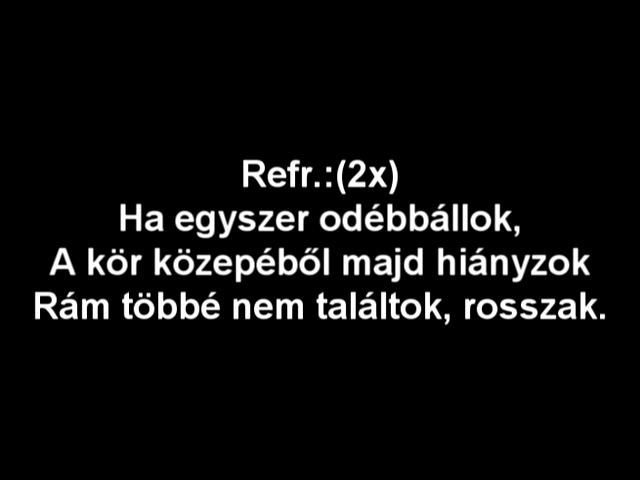 Refr.:(2x)
Ha egyszer odébbállok,
A kör közepéből majd hiányzok
Rám többé nem találtok, rosszak.